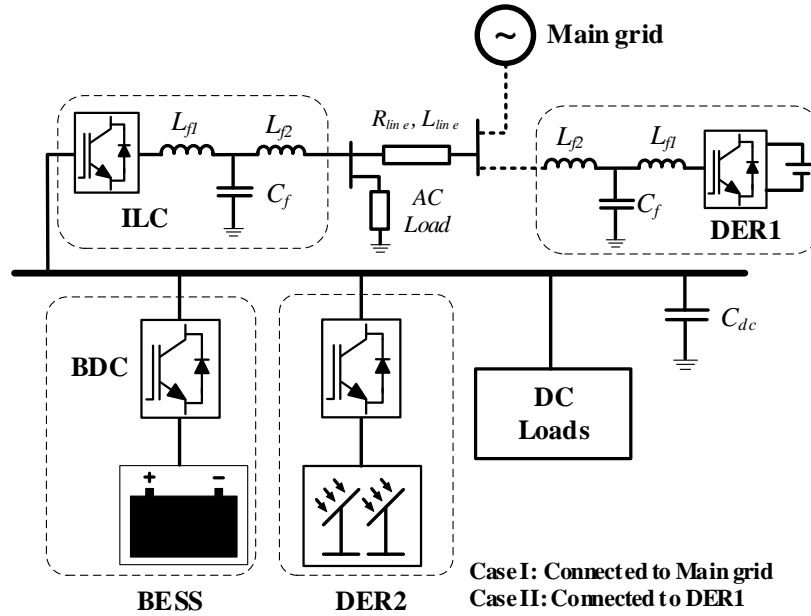 ~ Main grid
R_line, L_line
L_f1 L_f2
L_f2 L_f1
C_f
AC
Load
C_f
ILC
DER1
C_dc
BDC
DC
Loads
+ −
Case I: Connected to Main grid
Case II: Connected to DER1
BESS DER2